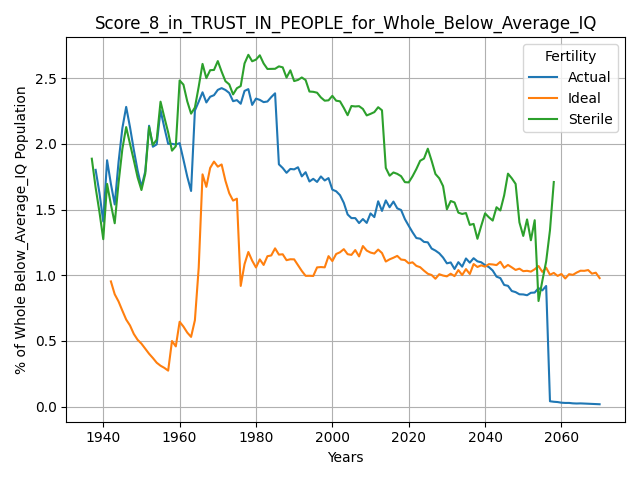 Score_8_in_TRUST_IN_PEOPLE_for_Whole_Below_Average_IQ
% of Whole Below_Average_IQ Population
2.5
2.0
1.5
1.0
0.5
0.0
Fertility
Actual
Ideal
Sterile
1940 1960 1980 2000 2020 2040 2060
Years